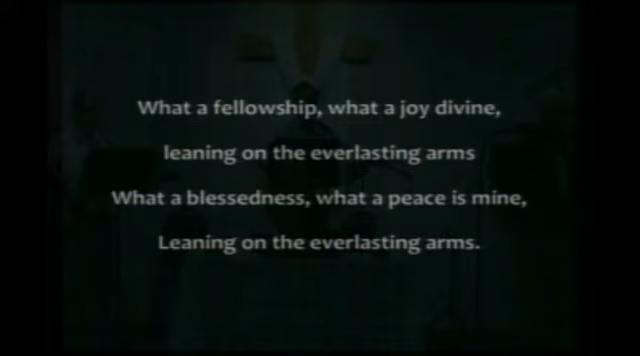 What a fellowship, what a joy divine,
leaning on the everlasting arms
What a blessedness, what a peace is mine,
Leaning on the everlasting arms.